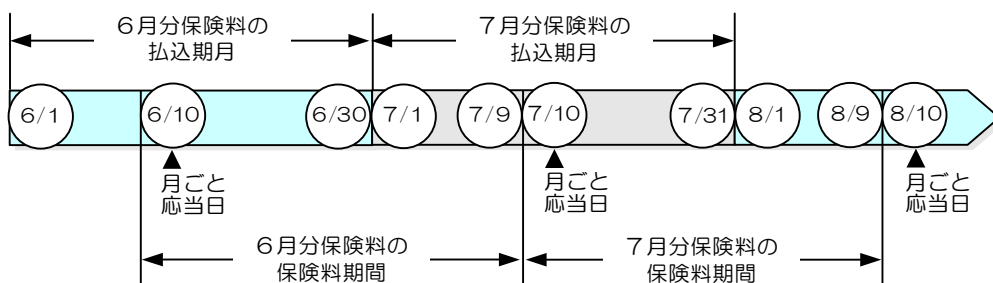 ６月分保険料の
払込期月
７月分保険料の
払込期月
6/1
6/10
6/30
7/1
7/9
7/10
7/31
8/1
8/9
8/10
▲
月ごと
応当日
▲
月ごと
応当日
▲
月ごと
応当日
６月分保険料の
保険料期間
７月分保険料の
保険料期間